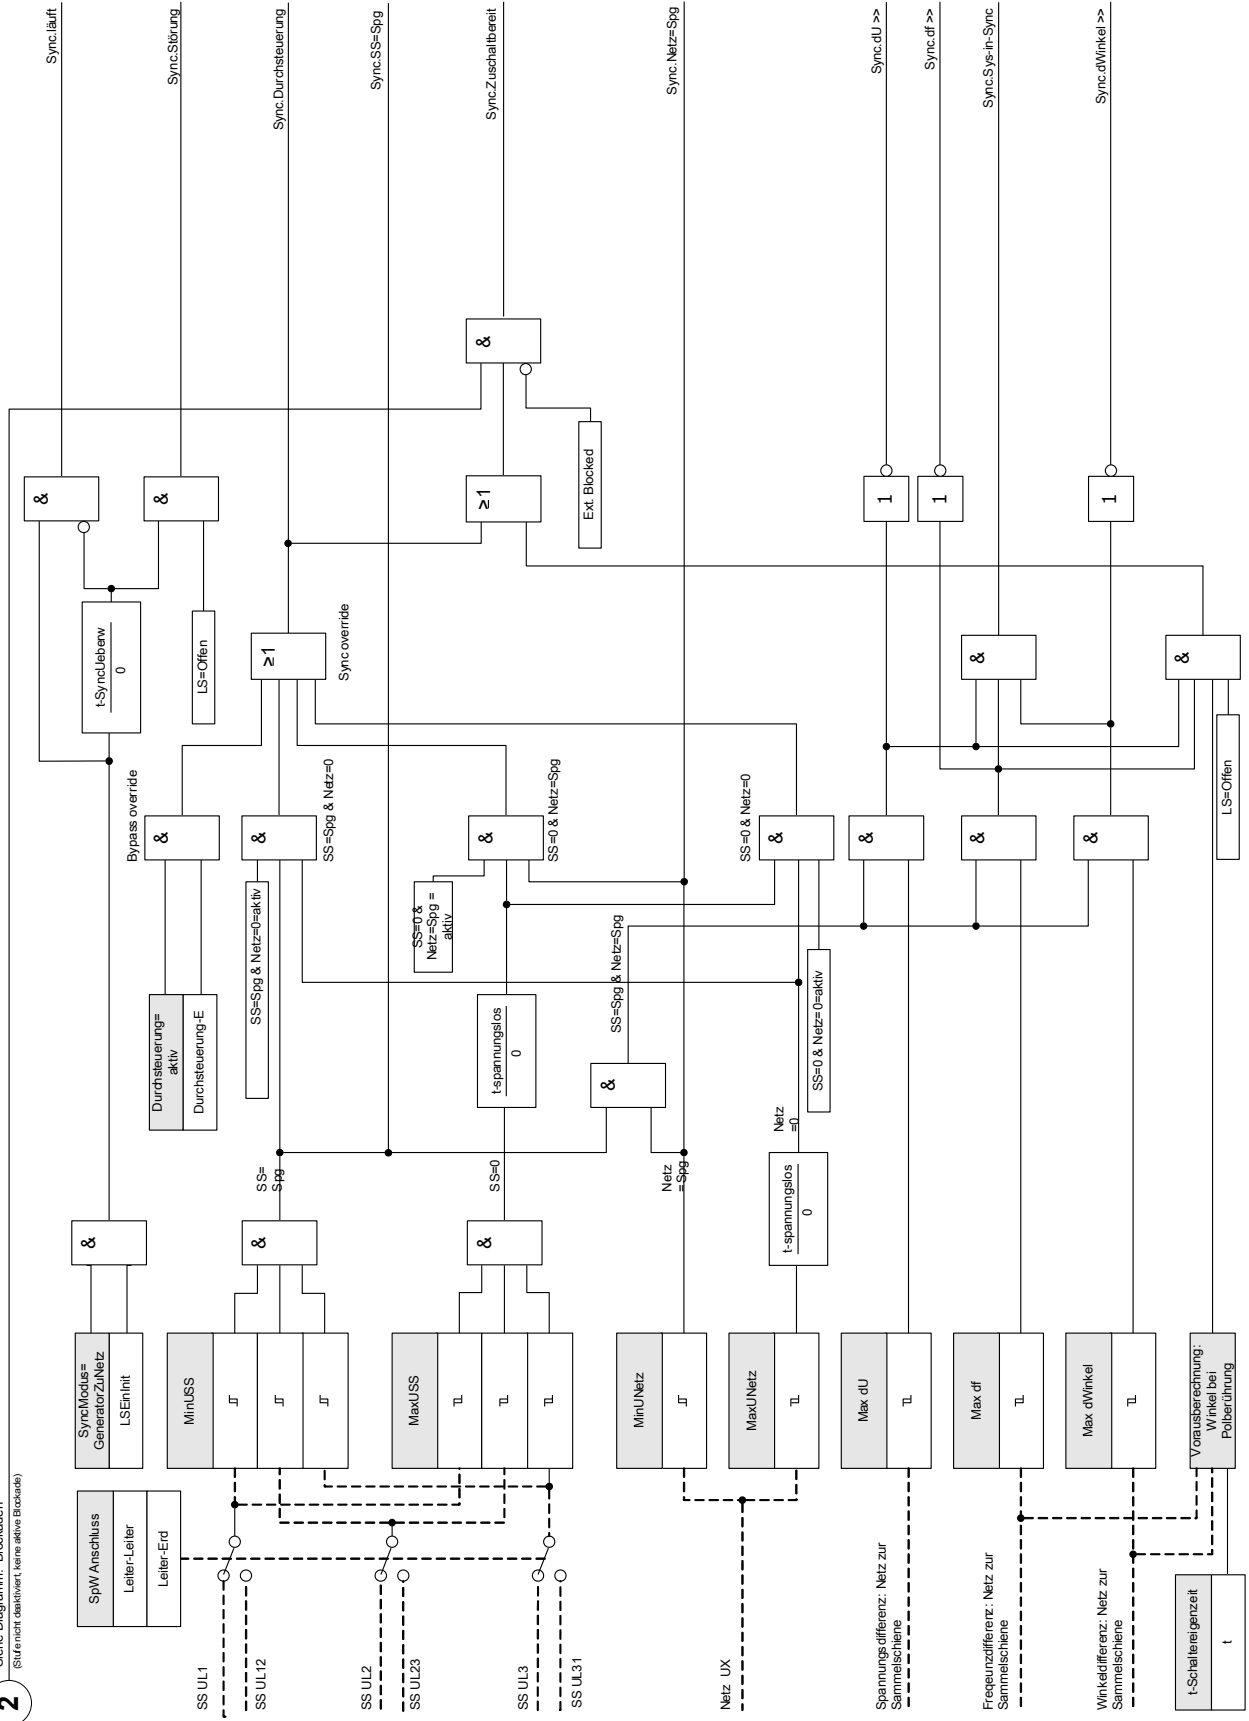 2
(Stufe nicht deaktiviert, keine aktive Blockade)
SpW Anschluss
Leiter-Leiter
Leiter-Erd
SS UL1
SS UL12
SS UL2
SS UL23
SS UL3
SS UL31
Netz UX
Spannungsdifferenz: Netz zur
Sammelschiene
Freqeunzdifferenz: Netz zur
Sammelschiene
Winkeldifferenz: Netz zur
Sammelschiene
t-Schaltereigenzeit
t
SyncModus=
GeneratorZuNetz
LSEinInit
MinUSS
MaxUSS
MinUNetz
MaxUNetz
Max dU
Max df
Max dWinkel
Vorausberechnung:
Winkel bei
Polberührung
&
&
&
SS=
Spg
SS=0
Netz
= Spg
t-spannungslos
0
Netz
=0
&
SS=Spg & Netz=Spg
t-spannungslos
0
Durchsteuerung=
aktiv
Durchsteuerung-E
SS=Spg & Netz=0=aktiv
SS=0 &
Netz=Spg =
aktiv
SS=0 & Netz=0=aktiv
Bypass override
&
&
SS=Spg & Netz=0
&
SS=0 & Netz=Spg
&
SS=0 & Netz=0
&
&
&
LS=Offen
t-SyncUeberw
0
LS=Offen
≥1
Sync override
&
&
&
&
≥1
Ext. Blocked
1
1
1
&
Sync.läuft
Sync.Störung
Sync.Durchsteuerung
Sync.SS=Spg
Sync.Zuschaltbereit
Sync.Netz=Spg
Sync.dU >>
Sync.df >>
Sync.Sys-in-Sync
Sync.dWinkel >>